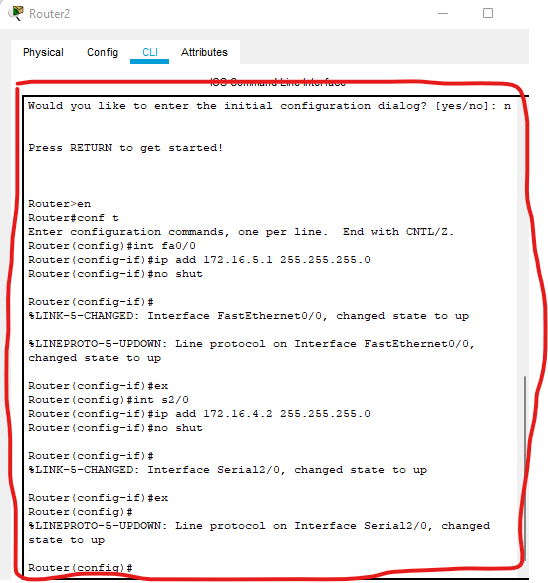 Router2
Physical Config CLI Attributes
IOS Command Line Interface
Would you like to enter the initial configuration dialog? [yes/no]: n
Press RETURN to get started!
Router>en
Router#conf t
Enter configuration commands, one per line.  End with CNTL/Z.
Router(config)#int fa0/0
Router(config-if)#ip add 172.16.5.1 255.255.255.0
Router(config-if)#no shut
Router(config-if)#
%LINK-5-CHANGED: Interface FastEthernet0/0, changed state to up
%LINEPROTO-5-UPDOWN: Line protocol on Interface FastEthernet0/0,
changed state to up
Router(config-if)#ex
Router(config)#int s2/0
Router(config-if)#ip add 172.16.4.2 255.255.255.0
Router(config-if)#no shut
Router(config-if)#
%LINK-5-CHANGED: Interface Serial2/0, changed state to up
Router(config-if)#ex
Router(config)#
%LINEPROTO-5-UPDOWN: Line protocol on Interface Serial2/0, changed
state to up
Router(config)#